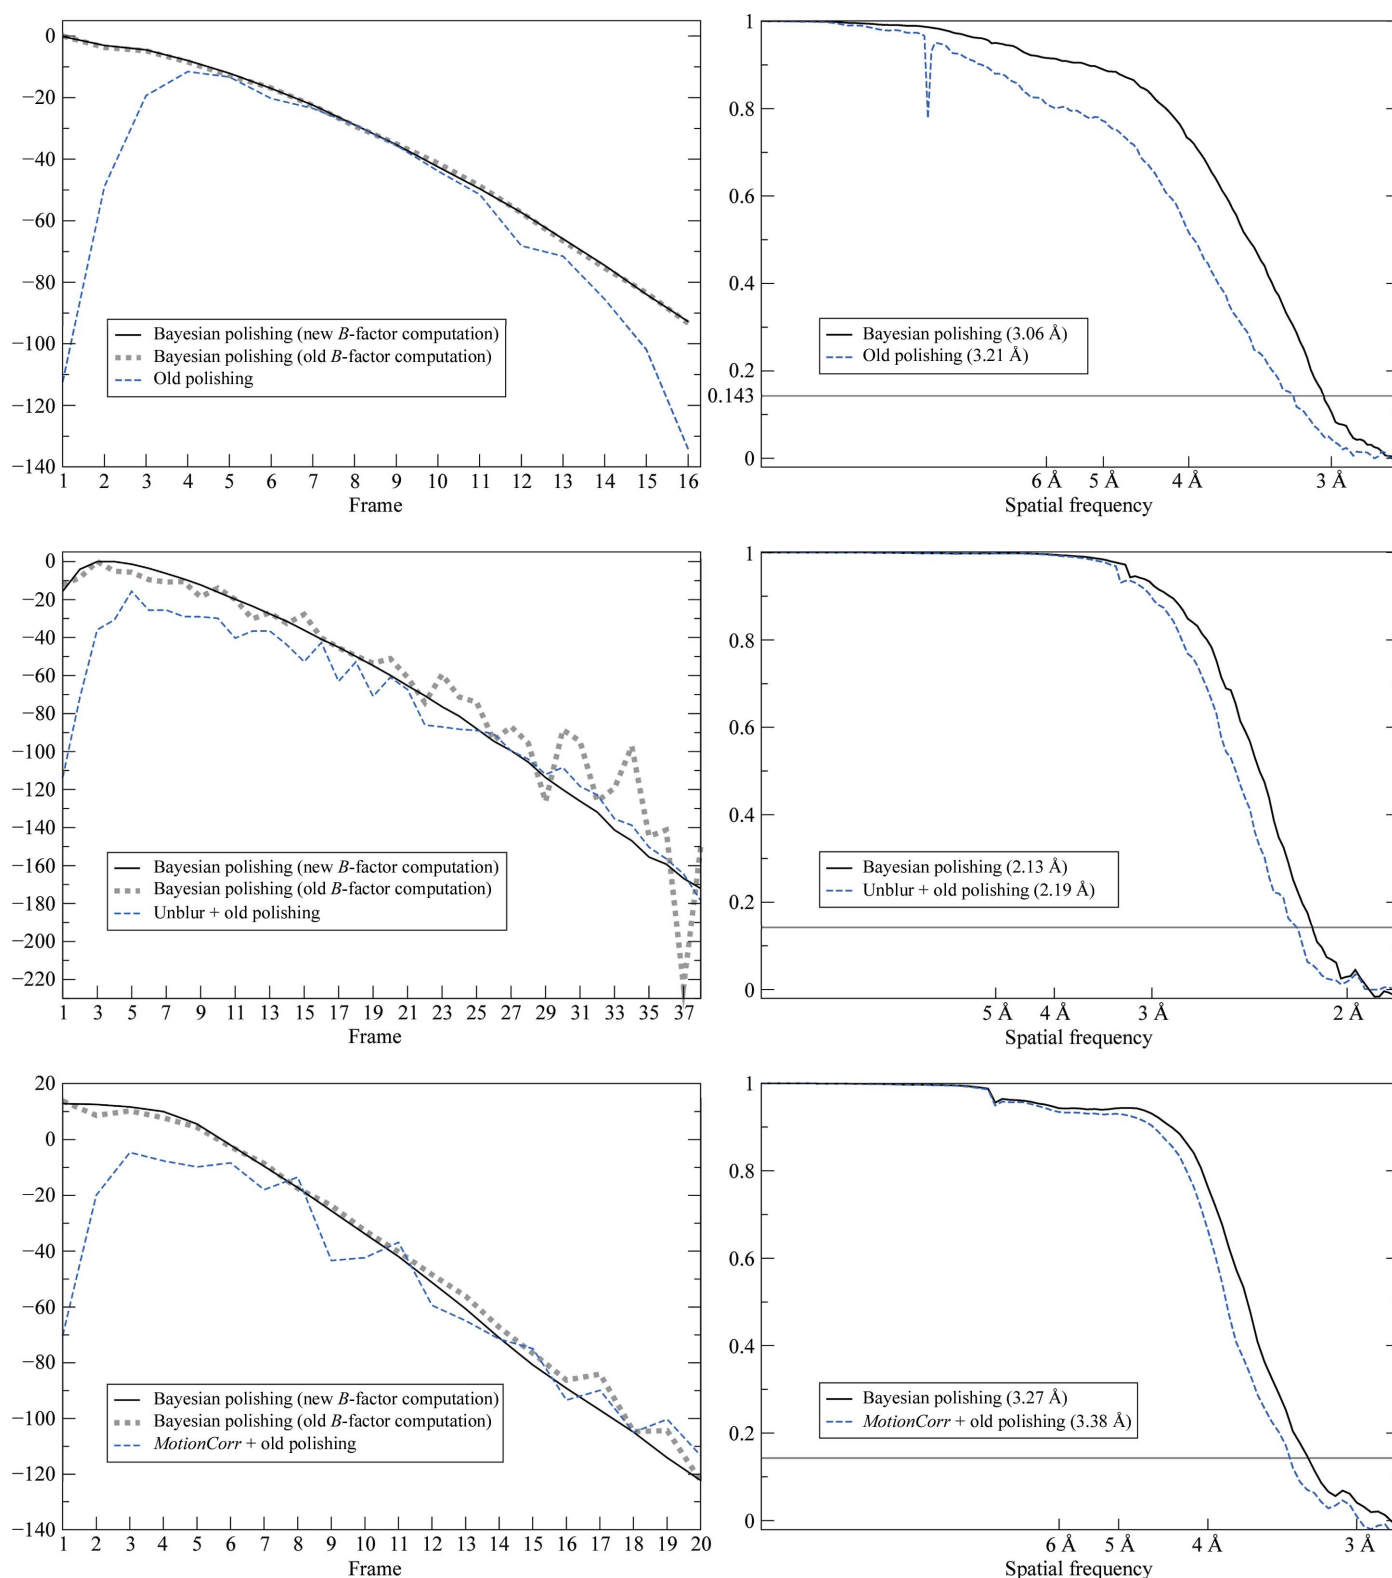 0
−20
−40
−60
−80
−100
−120
−140
Bayesian polishing (new B-factor computation)
Bayesian polishing (old B-factor computation)
Old polishing
1 2 3 4 5 6 7 8 9 10 11 12 13 14 15 16
Frame
1
0.8
0.6
0.4
0.2
0.143
0
Bayesian polishing (3.06 Å)
Old polishing (3.21 Å)
6 Å 5 Å 4 Å 3 Å
Spatial frequency
0
−20
−40
−60
−80
−100
−120
−140
−160
−180
−200
−220
Bayesian polishing (new B-factor computation)
Bayesian polishing (old B-factor computation)
Unblur + old polishing
1 3 5 7 9 11 13 15 17 19 21 23 25 27 29 31 33 35 37
Frame
1
0.8
0.6
0.4
0.2
0
Bayesian polishing (2.13 Å)
Unblur + old polishing (2.19 Å)
5 Å 4 Å 3 Å 2 Å
Spatial frequency
20
0
−20
−40
−60
−80
−100
−120
−140
Bayesian polishing (new B-factor computation)
Bayesian polishing (old B-factor computation)
MotionCorr + old polishing
1 2 3 4 5 6 7 8 9 10 11 12 13 14 15 16 17 18 19 20
Frame
1
0.8
0.6
0.4
0.2
0
Bayesian polishing (3.27 Å)
MotionCorr + old polishing (3.38 Å)
6 Å 5 Å 4 Å 3 Å
Spatial frequency